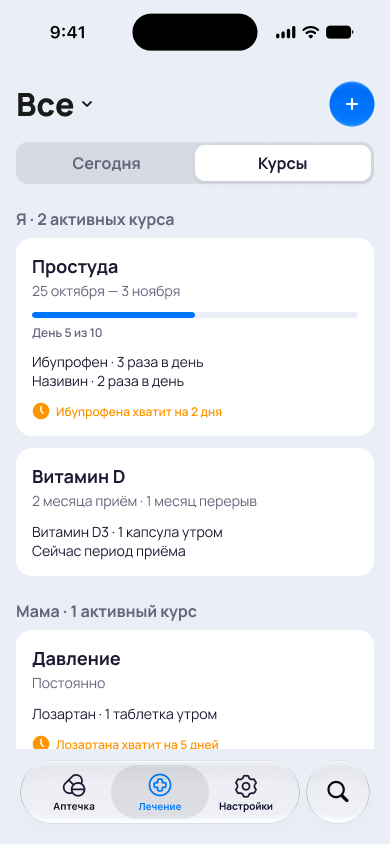 9:41
Все
Сегодня
Курсы
Я · 2 активных курса
Простуда
25 октября — 3 ноября
День 5 из 10
Ибупрофен · 3 раза в день
Називин · 2 раза в день
Ибупрофена хватит на 2 дня
Витамин D
2 месяца приём · 1 месяц перерыв
Витамин D3 · 1 капсула утром
Сейчас период приёма
Мама · 1 активный курс
Давление
Постоянно
Лозартан · 1 таблетка утром
Лозартана хватит на 5 дней
Аптечка
Лечение
Настройки